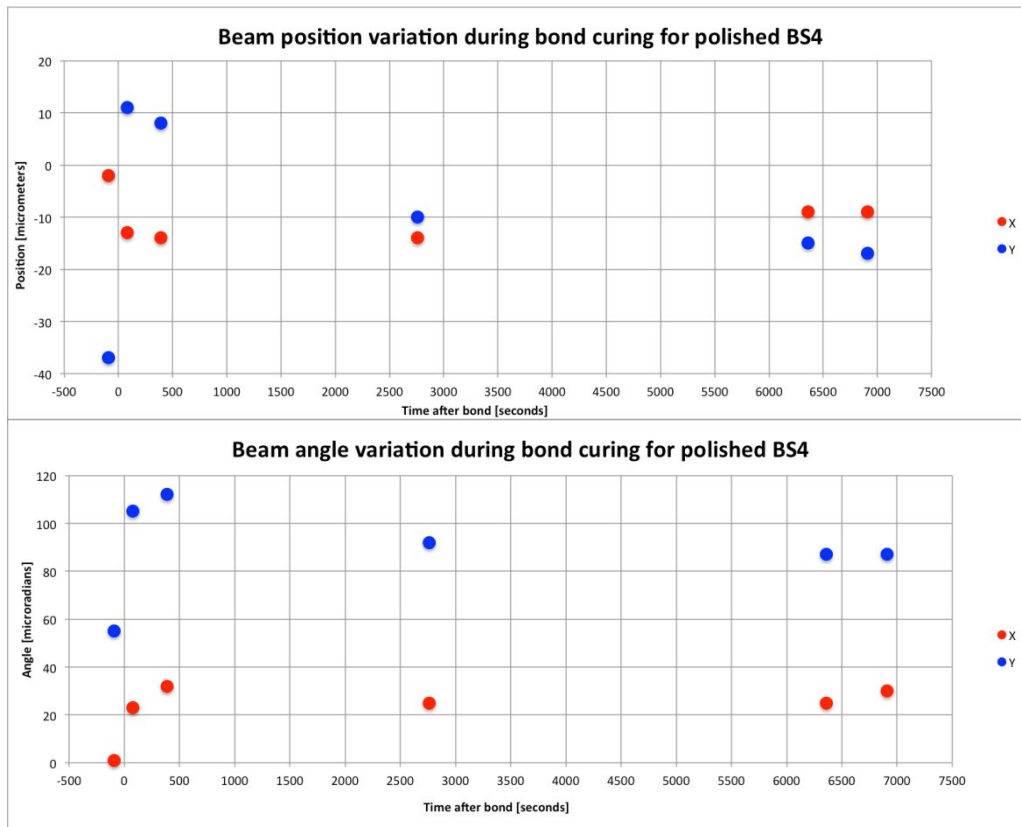 Beam position variation during bond curing for polished BS4
20
10
0
-10
-20
-30
-40
Position [micrometers]
-500 0 500 1000 1500 2000 2500 3000 3500 4000 4500 5000 5500 6000 6500 7000 7500
Time after bond [seconds]
X
Y
Beam angle variation during bond curing for polished BS4
120
100
80
60
40
20
0
Angle [microradians]
-500 0 500 1000 1500 2000 2500 3000 3500 4000 4500 5000 5500 6000 6500 7000 7500
Time after bond [seconds]
X
Y